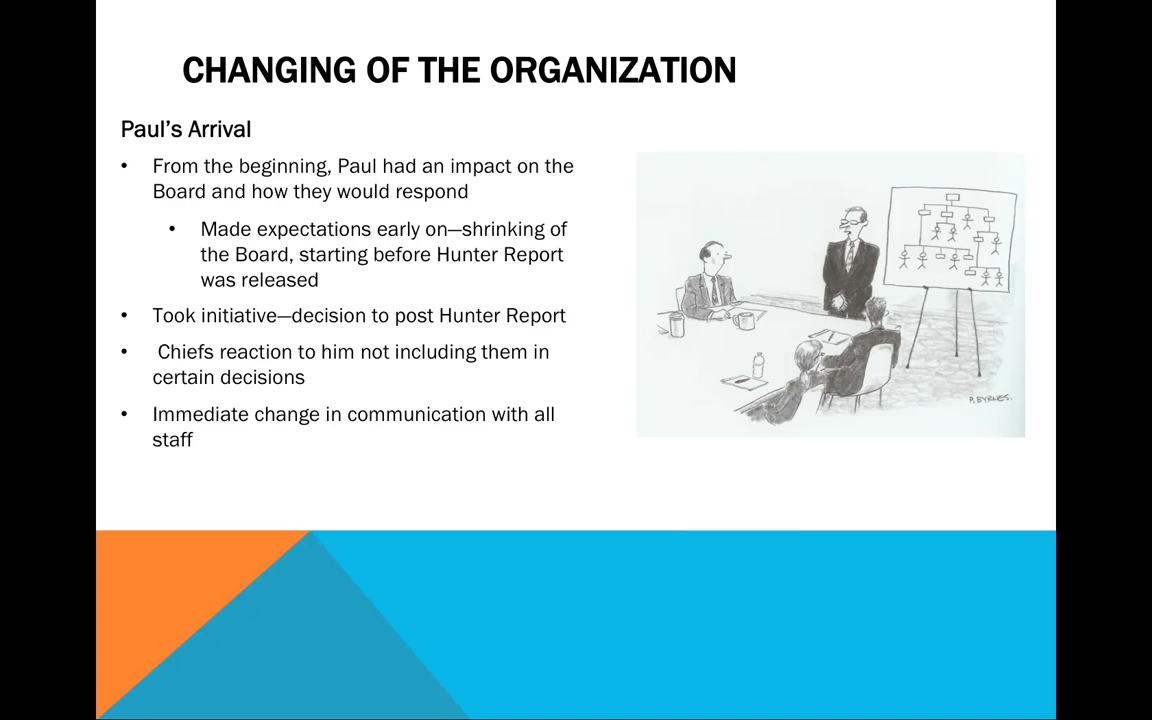 CHANGING OF THE ORGANIZATION
Paul's Arrival
• From the beginning, Paul had an impact on the
Board and how they would respond
• Made expectations early on—shrinking of
the Board, starting before Hunter Report
was released
• Took initiative—decision to post Hunter Report
• Chiefs reaction to him not including them in
certain decisions
• Immediate change in communication with all
staff
P. BYRNES.